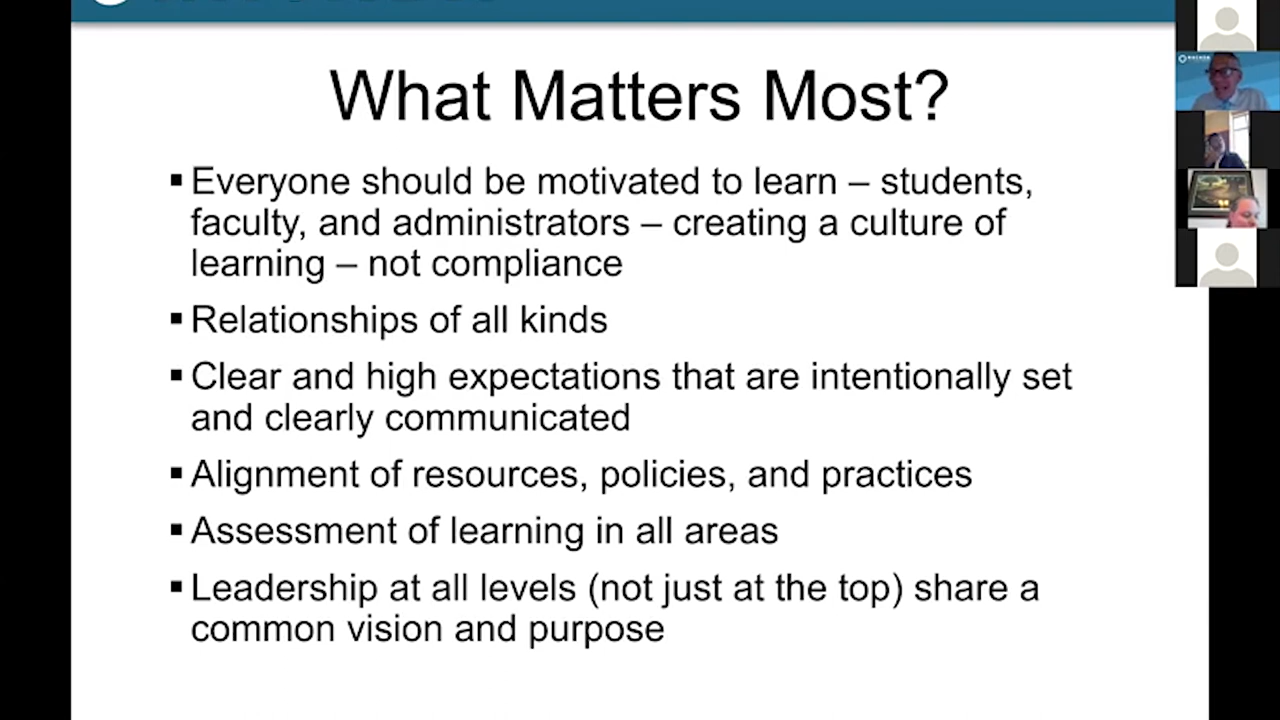 What Matters Most?
▪ Everyone should be motivated to learn – students,
faculty, and administrators – creating a culture of
learning – not compliance
▪ Relationships of all kinds
▪ Clear and high expectations that are intentionally set
and clearly communicated
▪ Alignment of resources, policies, and practices
▪ Assessment of learning in all areas
▪ Leadership at all levels (not just at the top) share a
common vision and purpose